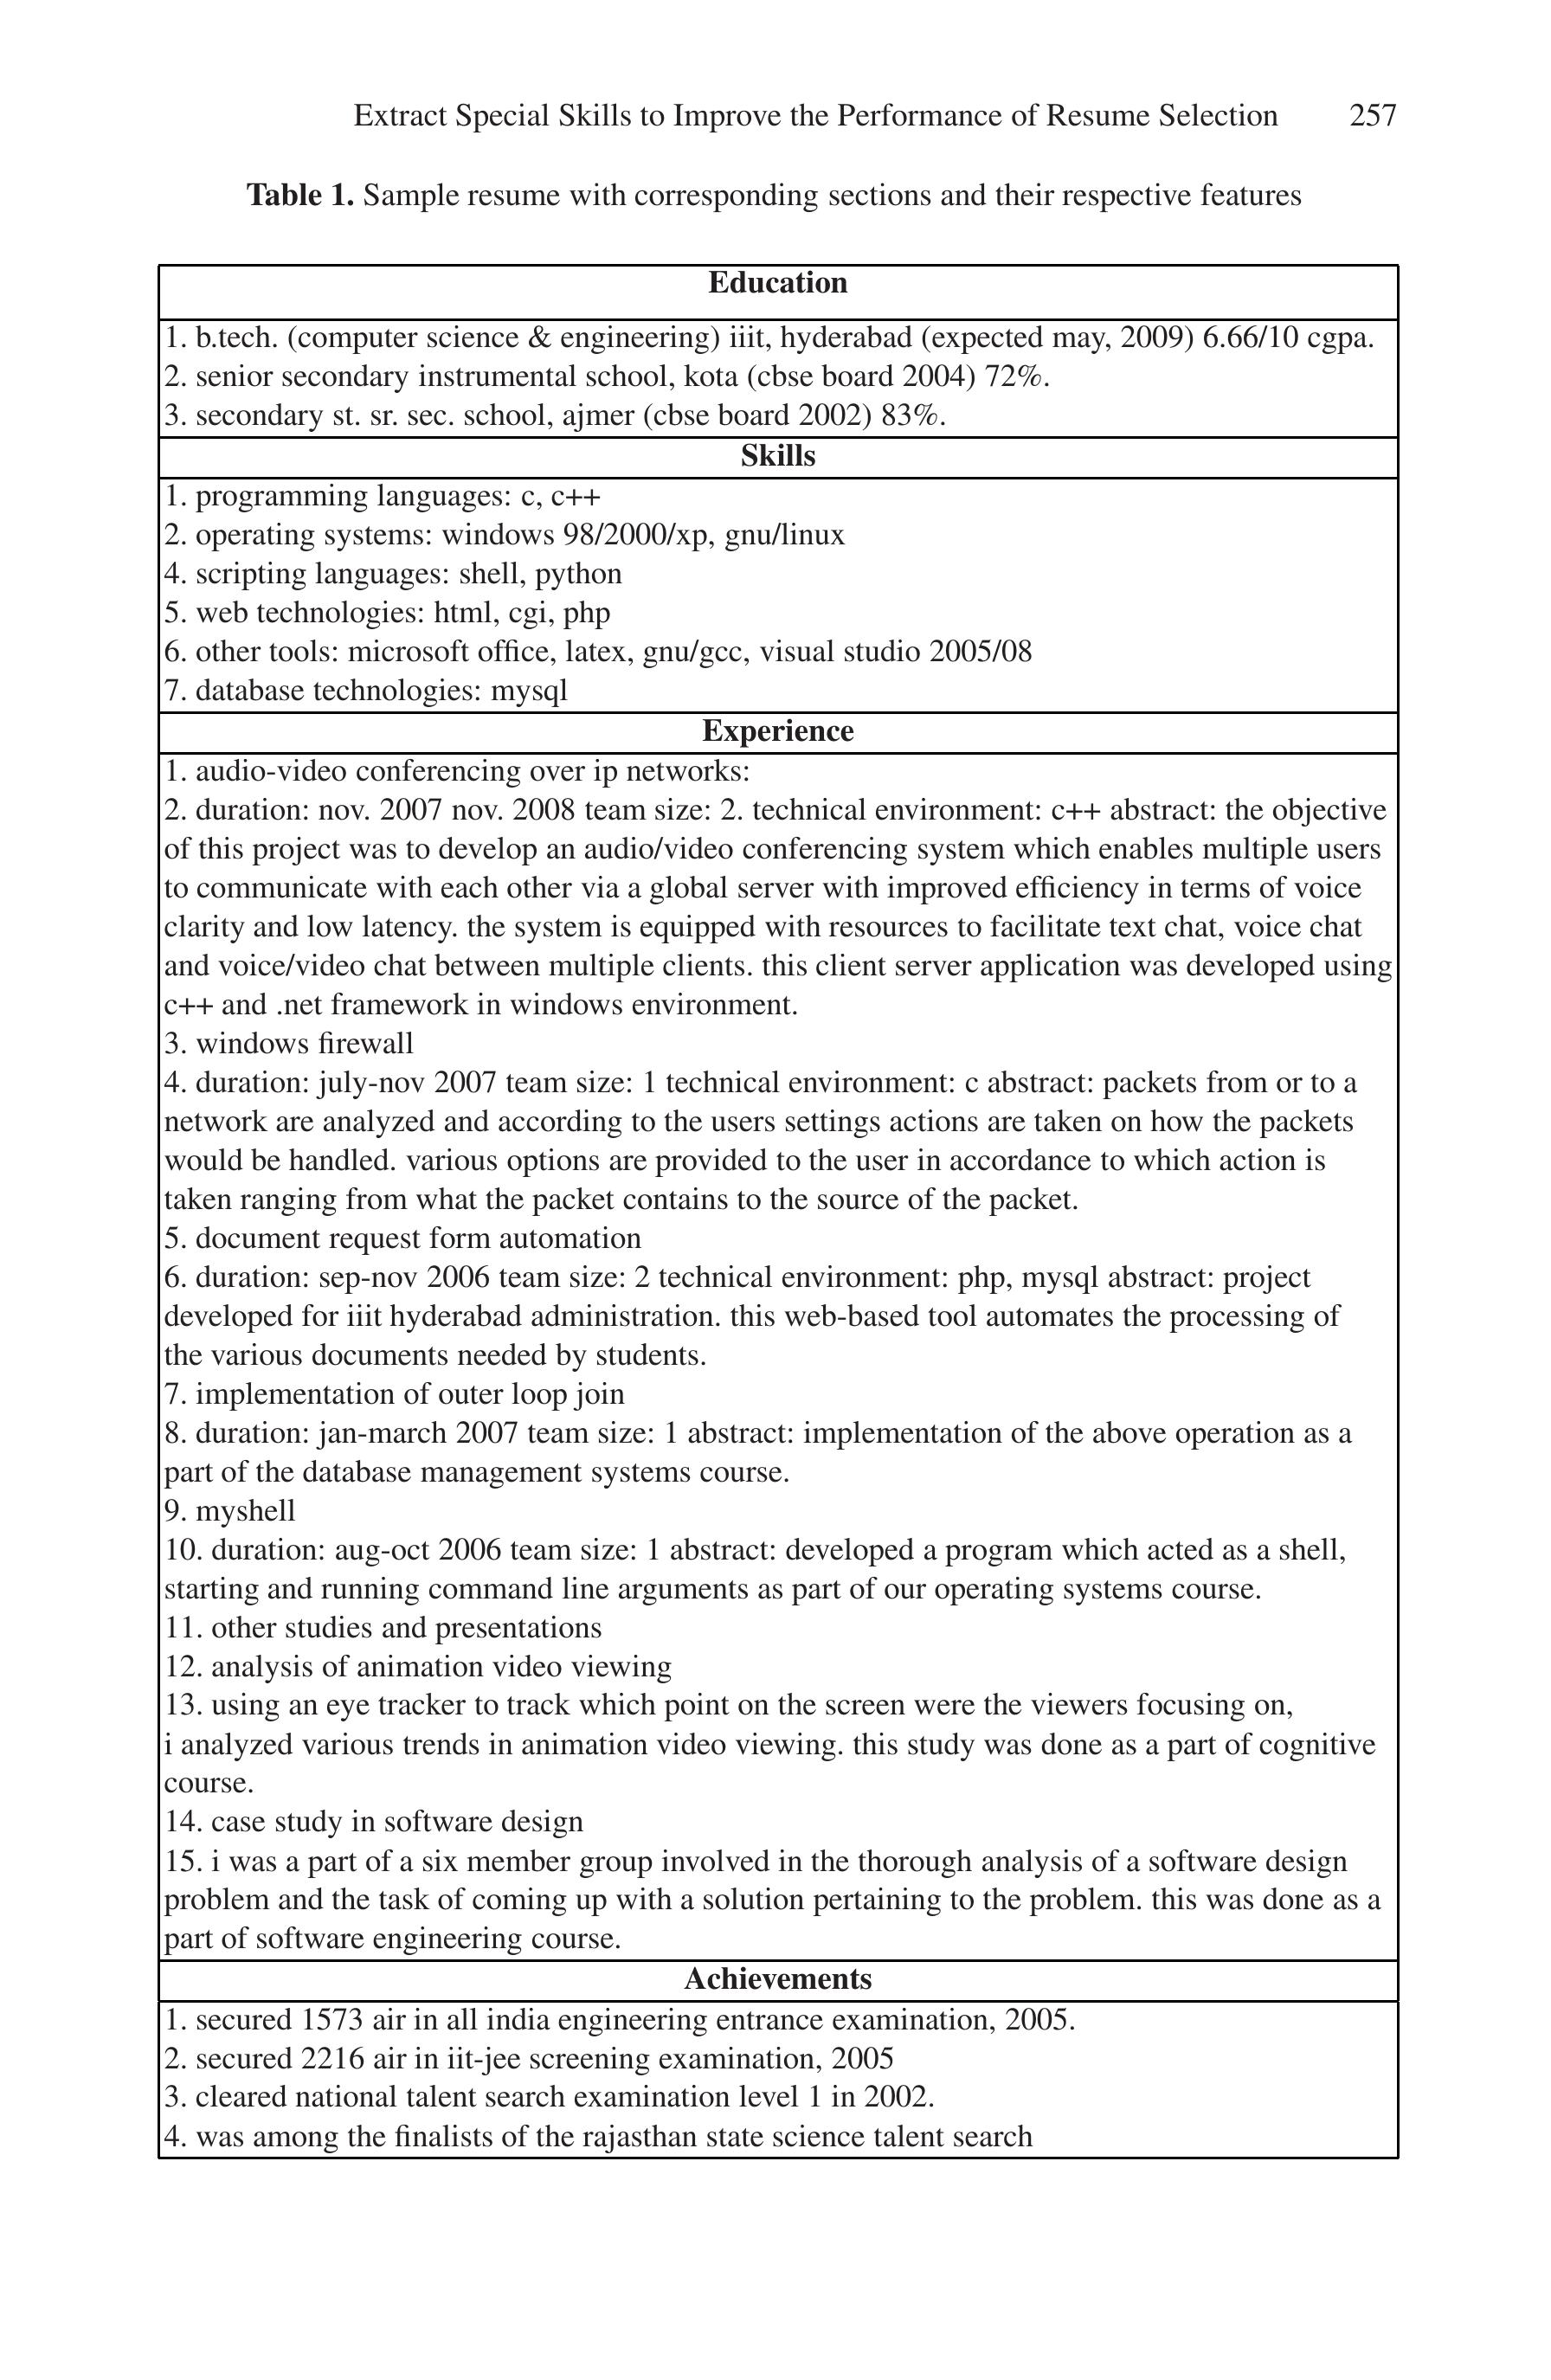 Extract Special Skills to Improve the Performance of Resume Selection 257
Table 1. Sample resume with corresponding sections and their respective features
Education
1. b.tech. (computer science & engineering) iiit, hyderabad (expected may, 2009) 6.66/10 cgpa.
2. senior secondary instrumental school, kota (cbse board 2004) 72%.
3. secondary st. sr. sec. school, ajmer (cbse board 2002) 83%.
Skills
1. programming languages: c, c++
2. operating systems: windows 98/2000/xp, gnu/linux
4. scripting languages: shell, python
5. web technologies: html, cgi, php
6. other tools: microsoft office, latex, gnu/gcc, visual studio 2005/08
7. database technologies: mysql
Experience
1. audio-video conferencing over ip networks:
2. duration: nov. 2007 nov. 2008 team size: 2. technical environment: c++ abstract: the objective
of this project was to develop an audio/video conferencing system which enables multiple users
to communicate with each other via a global server with improved efficiency in terms of voice
clarity and low latency. the system is equipped with resources to facilitate text chat, voice chat
and voice/video chat between multiple clients. this client server application was developed using
c++ and .net framework in windows environment.
3. windows firewall
4. duration: july-nov 2007 team size: 1 technical environment: c abstract: packets from or to a
network are analyzed and according to the users settings actions are taken on how the packets
would be handled. various options are provided to the user in accordance to which action is
taken ranging from what the packet contains to the source of the packet.
5. document request form automation
6. duration: sep-nov 2006 team size: 2 technical environment: php, mysql abstract: project
developed for iiit hyderabad administration. this web-based tool automates the processing of
the various documents needed by students.
7. implementation of outer loop join
8. duration: jan-march 2007 team size: 1 abstract: implementation of the above operation as a
part of the database management systems course.
9. myshell
10. duration: aug-oct 2006 team size: 1 abstract: developed a program which acted as a shell,
starting and running command line arguments as part of our operating systems course.
11. other studies and presentations
12. analysis of animation video viewing
13. using an eye tracker to track which point on the screen were the viewers focusing on,
i analyzed various trends in animation video viewing. this study was done as a part of cognitive
course.
14. case study in software design
15. i was a part of a six member group involved in the thorough analysis of a software design
problem and the task of coming up with a solution pertaining to the problem. this was done as a
part of software engineering course.
Achievements
1. secured 1573 air in all india engineering entrance examination, 2005.
2. secured 2216 air in iit-jee screening examination, 2005
3. cleared national talent search examination level 1 in 2002.
4. was among the finalists of the rajasthan state science talent search